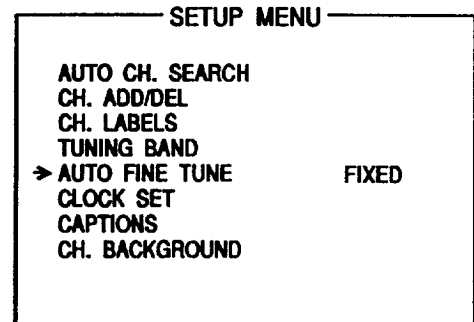 SETUP MENU
AUTO CH. SEARCH
CH. ADD/DEL
CH. LABELS
TUNING BAND
→ AUTO FINE TUNE FIXED
CLOCK SET
CAPTIONS
CH. BACKGROUND